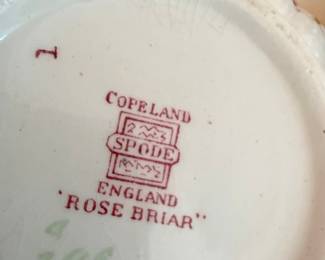 1
COPELAND
SPODE
ENGLAND
'ROSE BRIAR"